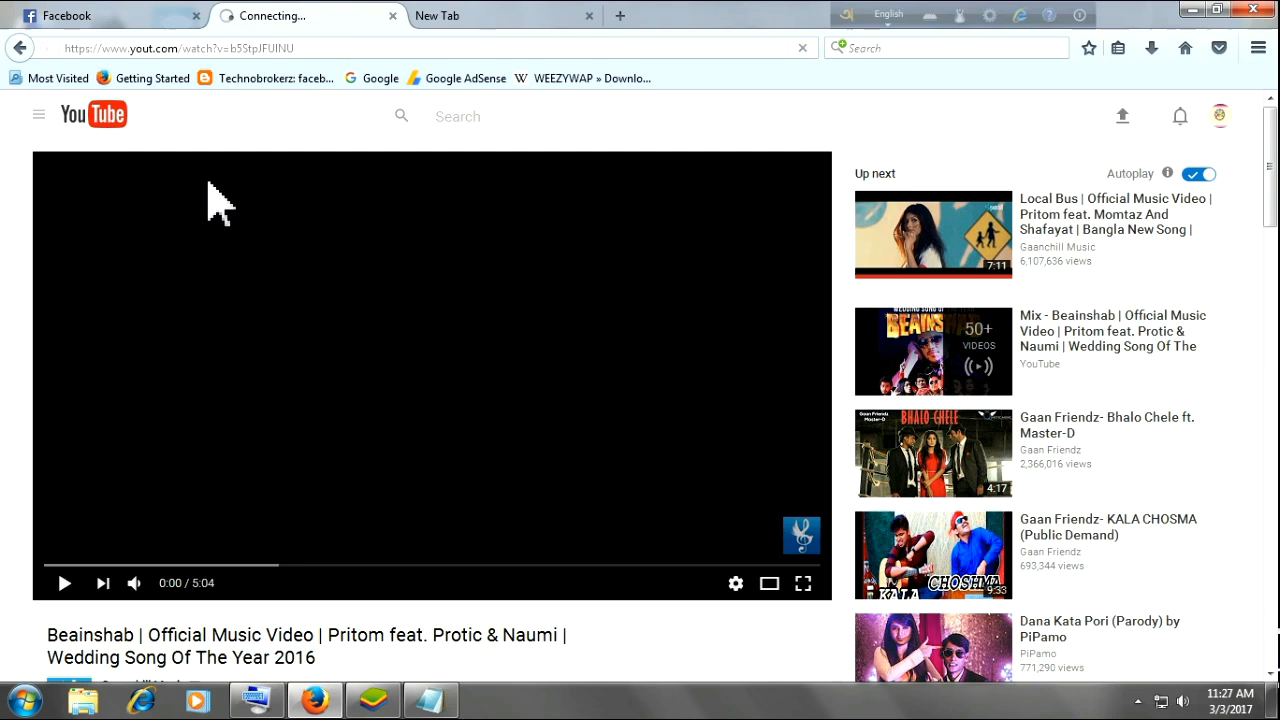 Facebook
Connecting...
New Tab
English
https://www.yout.com/watch?v=b5StpJFUINU
Search
Most Visited
Getting Started
Technobrokerz: faceb...
Google
Google AdSense
WEEZYWAP » Downlo...
YouTube
Search
Up next
Autoplay
Local Bus | Official Music Video |
Pritom feat. Momtaz And
Shafayat | Bangla New Song |
Gaanchill Music
6,107,636 views
7:11
Mix - Beainshab | Official Music
Video | Pritom feat. Protic &
Naumi | Wedding Song Of The
YouTube
50+
VIDEOS
Gaan Friendz- Bhalo Chele ft.
Master-D
Gaan Friendz
2,366,016 views
Gaan Friendz
Master-D
BHALO CHELE
4:17
Gaan Friendz- KALA CHOSMA
(Public Demand)
Gaan Friendz
693,344 views
KALA CHOSHMA
9:33
Dana Kata Pori (Parody) by
PiPamo
PiPamo
771,290 views
0:00 / 5:04
Beainshab | Official Music Video | Pritom feat. Protic & Naumi |
Wedding Song Of The Year 2016
11:27 AM
3/3/2017